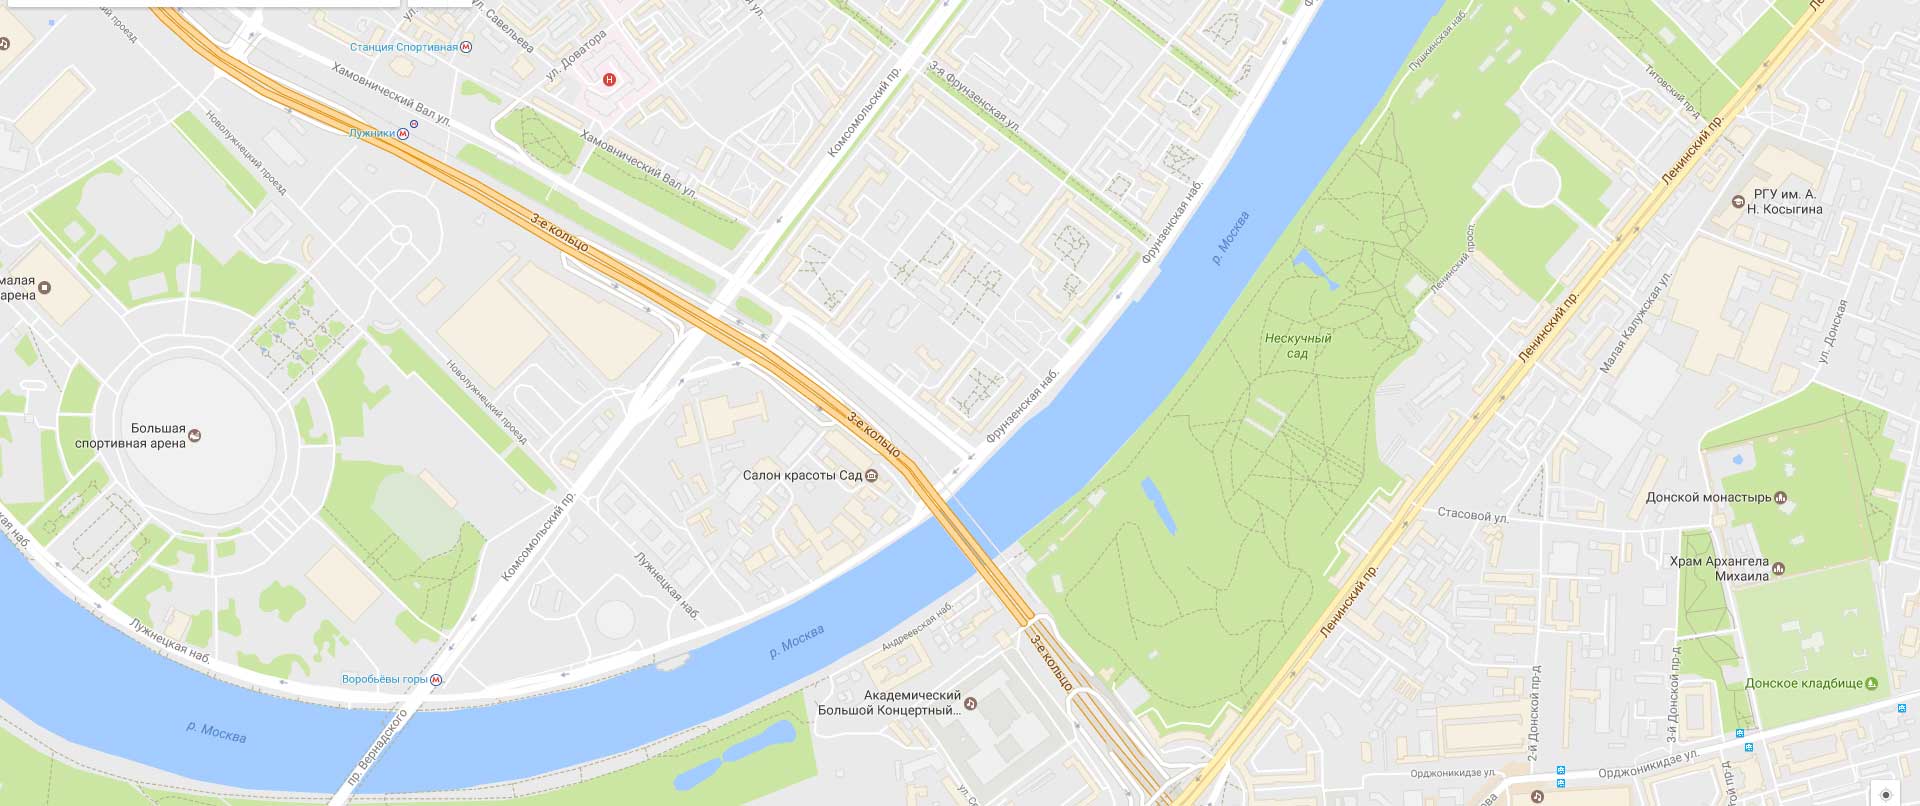 ул. Савельева
Станция Спортивная
ул. Доватора
Хамовнический Вал ул.
Лужники
Новолужнецкий проезд
Хамовнический Вал ул.
Комсомольский пр.
3-я Фрунзенская ул.
Фрунзенская наб.
р. Москва
Пушкинская наб.
Титовский пр-д
Ленинский пр.
РГУ им. А.
Н. Косыгина
3-е кольцо
Ленинский просп.
Ленинский пр.
Малая Калужская ул.
ул. Донская
малая
арена
Нескучный
сад
Новолужнецкий проезд
Фрунзенская наб.
3-е кольцо
Большая
спортивная арена
Салон красоты Сад
Донской монастырь
Стасовой ул.
Комсомольский пр.
Лужнецкая наб.
Храм Архангела
Михаила
Ленинский пр.
Андреевская наб.
р. Москва
Лужнецкая наб.
3-е кольцо
Воробьёвы горы
Академический
Большой Концертный...
Донское кладбище
2-й Донской пр-д
3-й Донской пр-д
р. Москва
пр. Вернадского
Орджоникидзе ул.
Орджоникидзе ул.